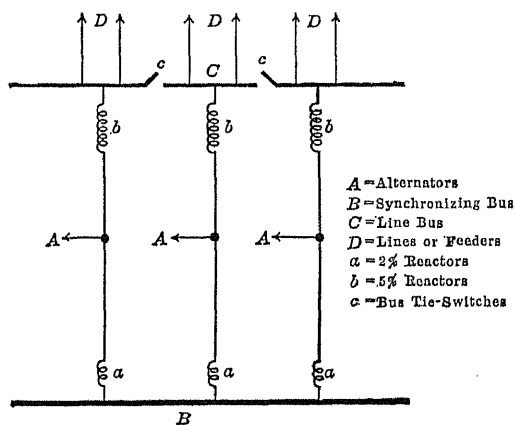 D D D
c C c
b b b
A = Alternators
B = Synchronizing Bus
C = Line Bus
D = Lines or Feeders
a = 2% Reactors
b = 5% Reactors
c = Bus Tie-Switches
A A A
a a a
B